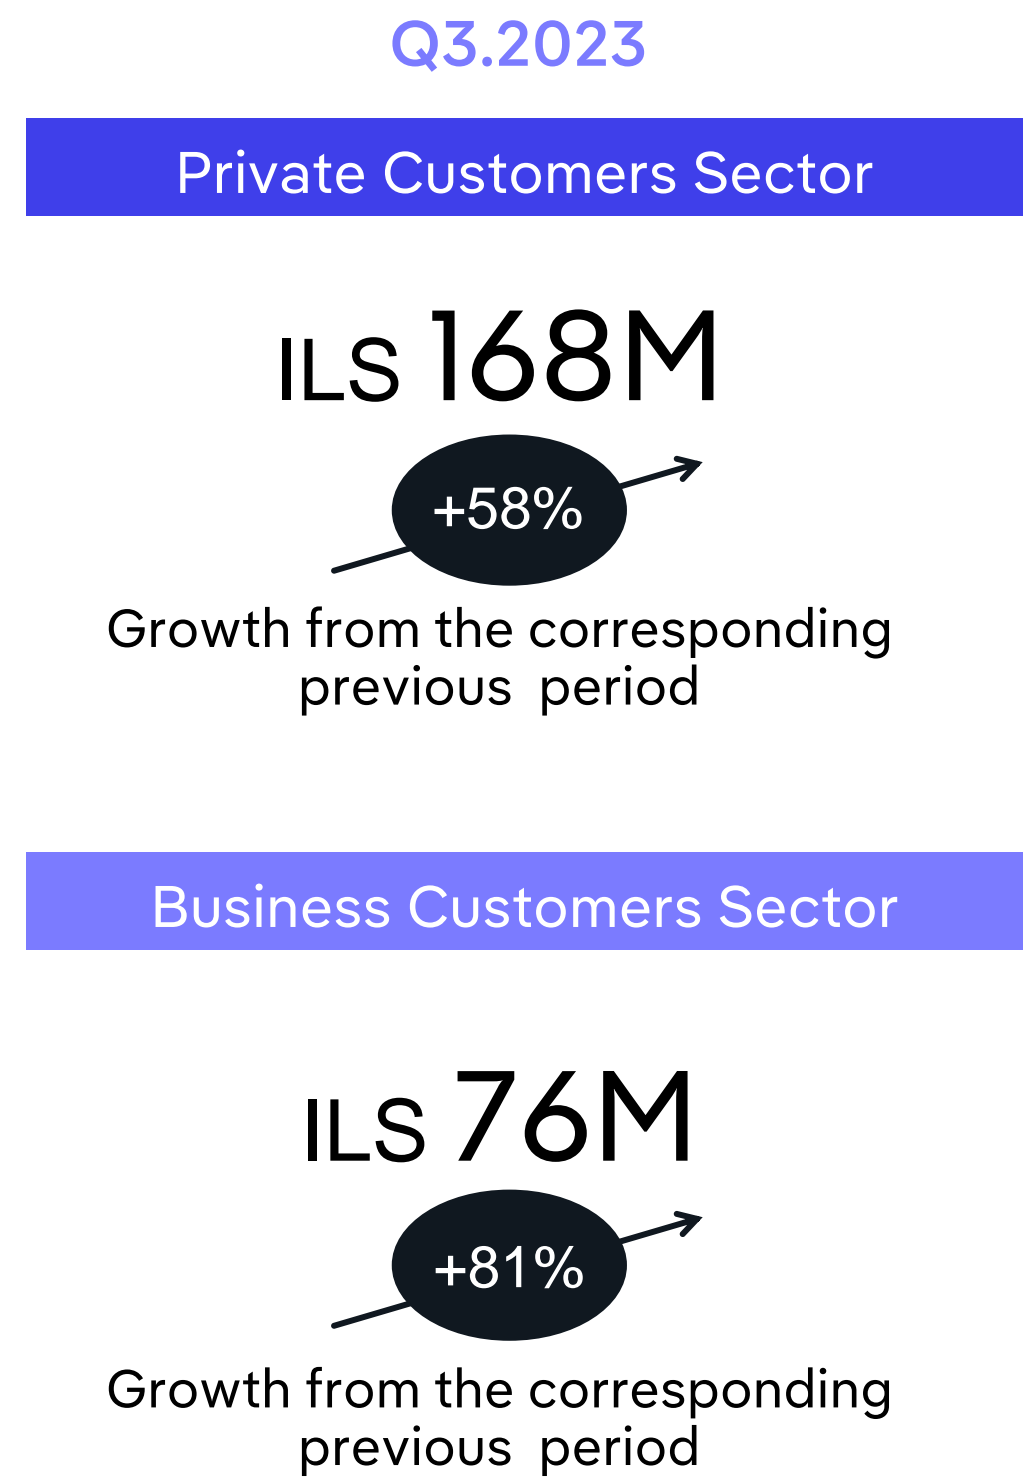 Q3.2023
Private Customers Sector
ILS 168M
+58%
Growth from the corresponding
previous  period
Business Customers Sector
ILS 76M
+81%
Growth from the corresponding
previous  period